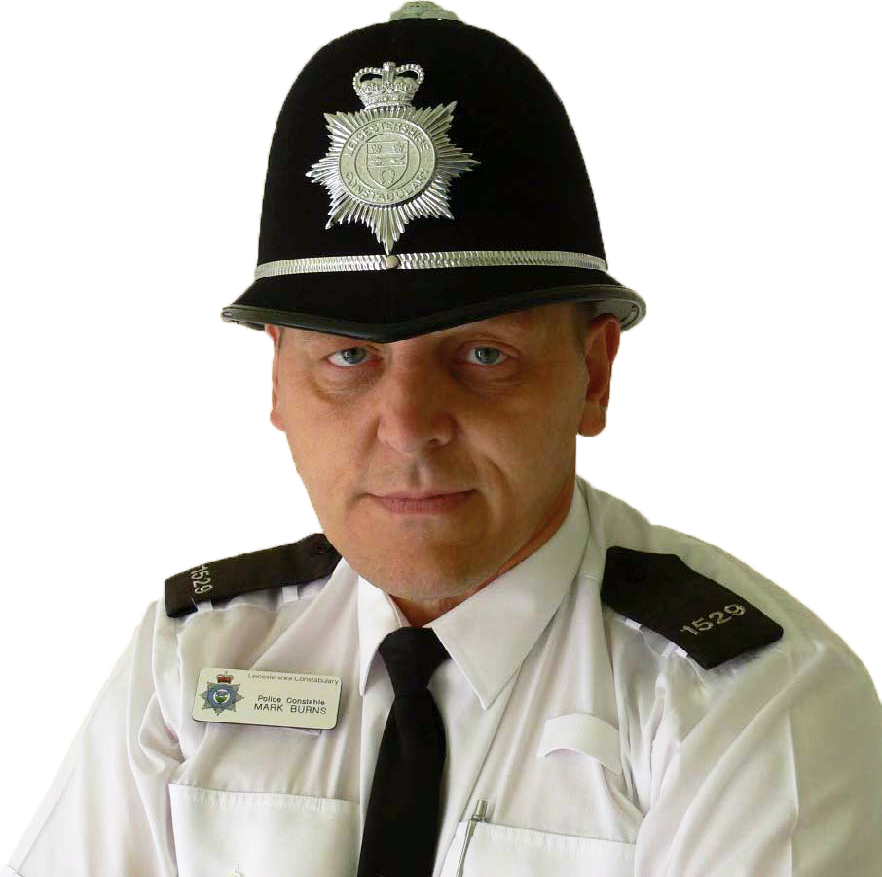 LEICESTERSHIRE
CONSTABULARY
1529
1529
Leicestershire Constabulary
Police Constable
MARK BURNS